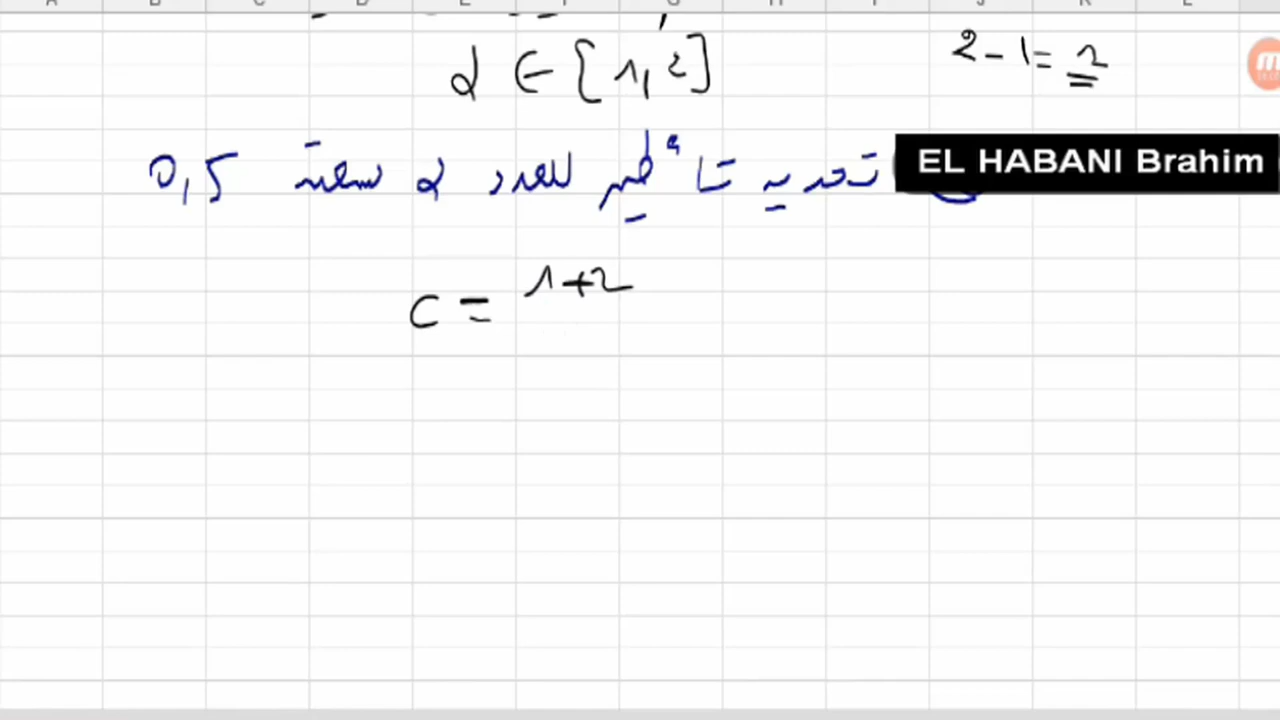 α ∈ [1, 2]
2 - 1 = 1
EL HABANI Brahim
تحديد تأطير للعدد α سعته 0,5
c = 1+2